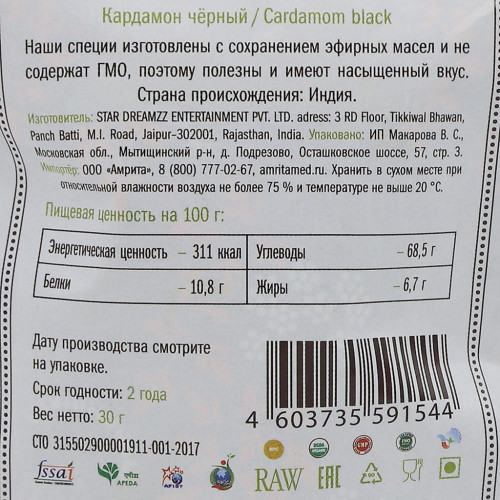 Кардамон чёрный / Cardamom black
Наши специи изготовлены с сохранением эфирных масел и не
содержат ГМО, поэтому полезны и имеют насыщенный вкус.
Страна происхождения: Индия.
Изготовитель: STAR DREAMZZ ENTERTAINMENT PVT. LTD. adress: 3 RD Floor, Tikkiwal Bhawan,
Panch Batti, M.I. Road, Jaipur-302001, Rajasthan, India. Упаковано: ИП Макарова В. С.,
Московская обл., Мытищинский р-н, д. Подрезово, Осташковское шоссе, 57, стр. 3.
Импортёр: ООО «Амрита», 8 (800) 777-02-67, amritamed.ru. Хранить в сухом месте при
относительной влажности воздуха не более 75 % и температуре не выше 20 °С.
Пищевая ценность на 100 г:
Энергетическая ценность – 311 ккал Углеводы – 68,5 г
Белки – 10,8 г Жиры – 6,7 г
Дату производства смотрите
на упаковке.
Срок годности: 2 года
Вес нетто: 30 г
4 603735 591544
СТО 315502900001911-001-2017
fssai APEDA RAW EAC